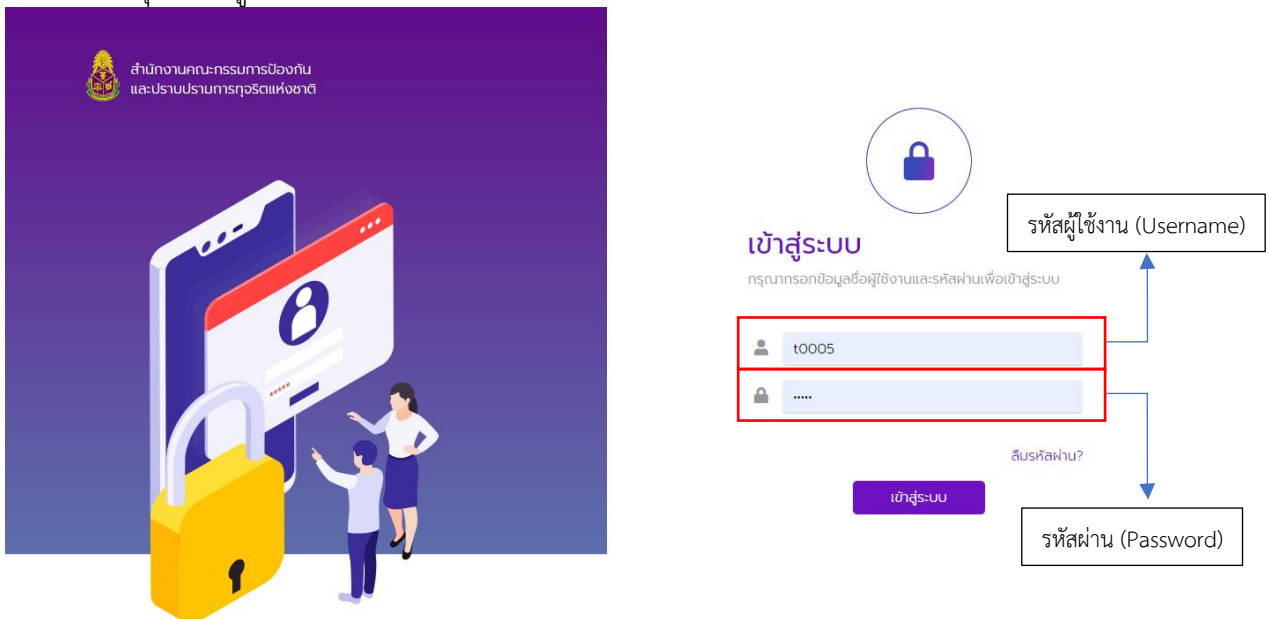 สำนักงานคณะกรรมการป้องกัน
และปราบปรามการทุจริตแห่งชาติ
เข้าสู่ระบบ
กรุณากรอกข้อมูลชื่อผู้ใช้งานและรหัสผ่านเพื่อเข้าสู่ระบบ
รหัสผู้ใช้งาน (Username)
t0005
•••••
ลืมรหัสผ่าน?
เข้าสู่ระบบ
รหัสผ่าน (Password)
*****